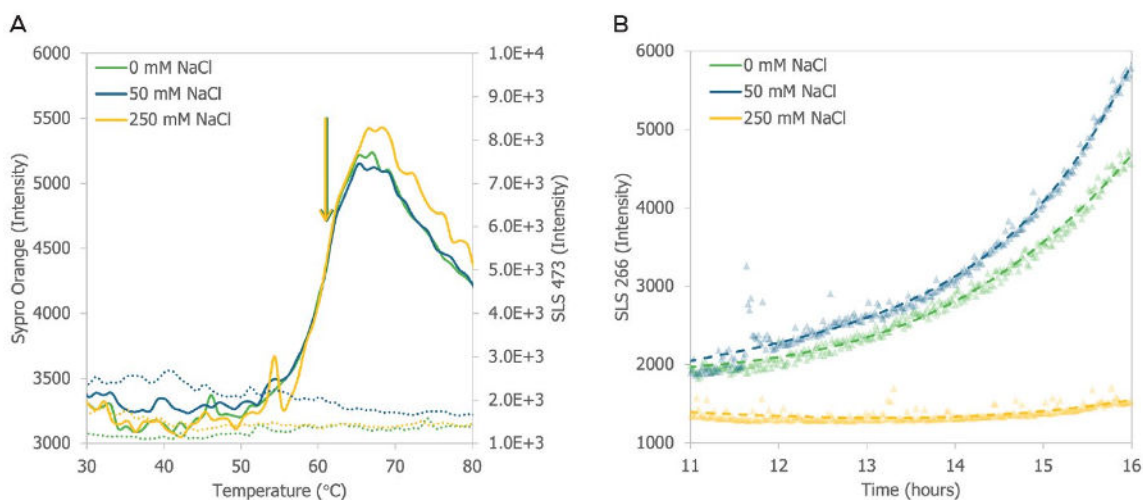 A
6000
5500
5000
4500
4000
3500
3000
Sypro Orange (Intensity)
0 mM NaCl
50 mM NaCl
250 mM NaCl
1.0E+4
9.0E+3
8.0E+3
7.0E+3
6.0E+3
5.0E+3
4.0E+3
3.0E+3
2.0E+3
1.0E+3
SLS 473 (Intensity)
30
40
50
60
70
80
Temperature (°C)
B
6000
5000
4000
3000
2000
1000
SLS 266 (Intensity)
0 mM NaCl
50 mM NaCl
250 mM NaCl
11
12
13
14
15
16
Time (hours)